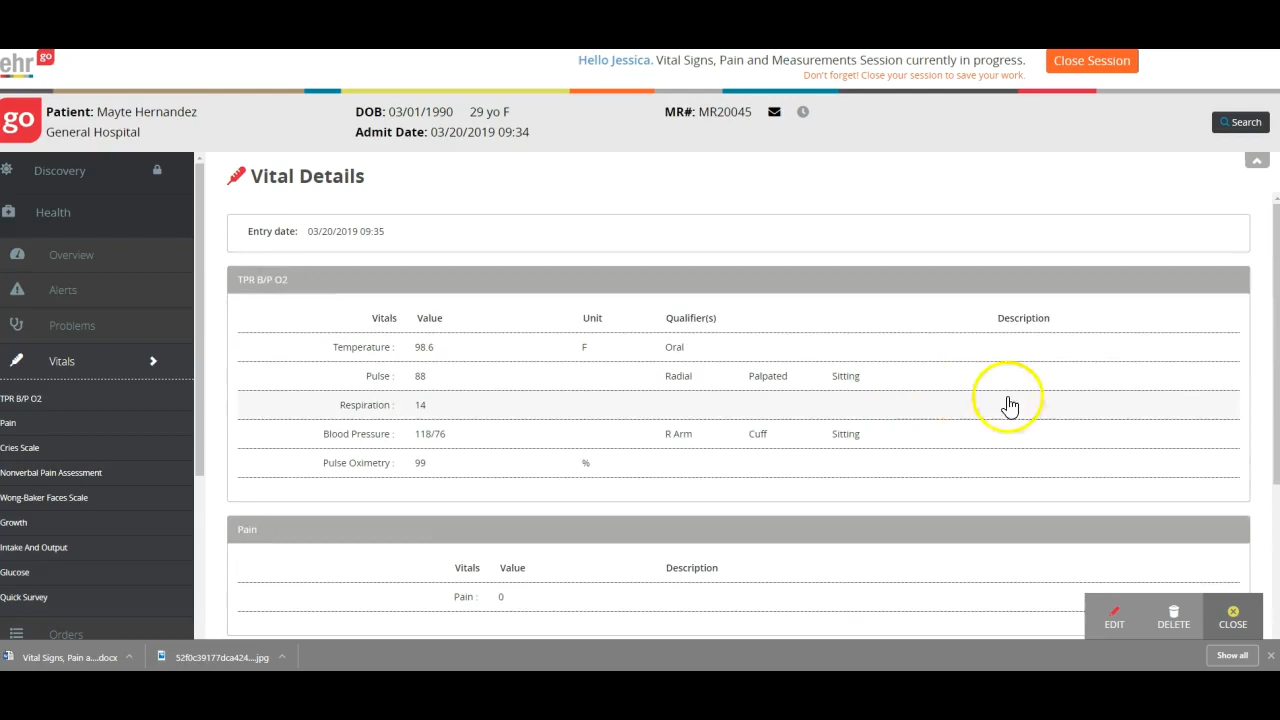 ehr go
Hello Jessica. Vital Signs, Pain and Measurements Session currently in progress.
Don't forget! Close your session to save your work.
Close Session
go
Patient: Mayte Hernandez
General Hospital
DOB: 03/01/1990 29 yo F
Admit Date: 03/20/2019 09:34
MR#: MR20045
Search
Discovery
Health
Overview
Alerts
Problems
Vitals
TPR B/P O2
Pain
Cries Scale
Nonverbal Pain Assessment
Wong-Baker Faces Scale
Growth
Intake And Output
Glucose
Quick Survey
Orders
Vital Details
Entry date: 03/20/2019 09:35
TPR B/P O2
Vitals Value Unit Qualifier(s) Description
Temperature : 98.6 F Oral
Pulse : 88 Radial Palpated Sitting
Respiration : 14
Blood Pressure : 118/76 R Arm Cuff Sitting
Pulse Oximetry : 99 %
Pain
Vitals Value Description
Pain : 0
EDIT DELETE CLOSE
Vital Signs, Pain a....docx 52f0c39177dca424....jpg Show all